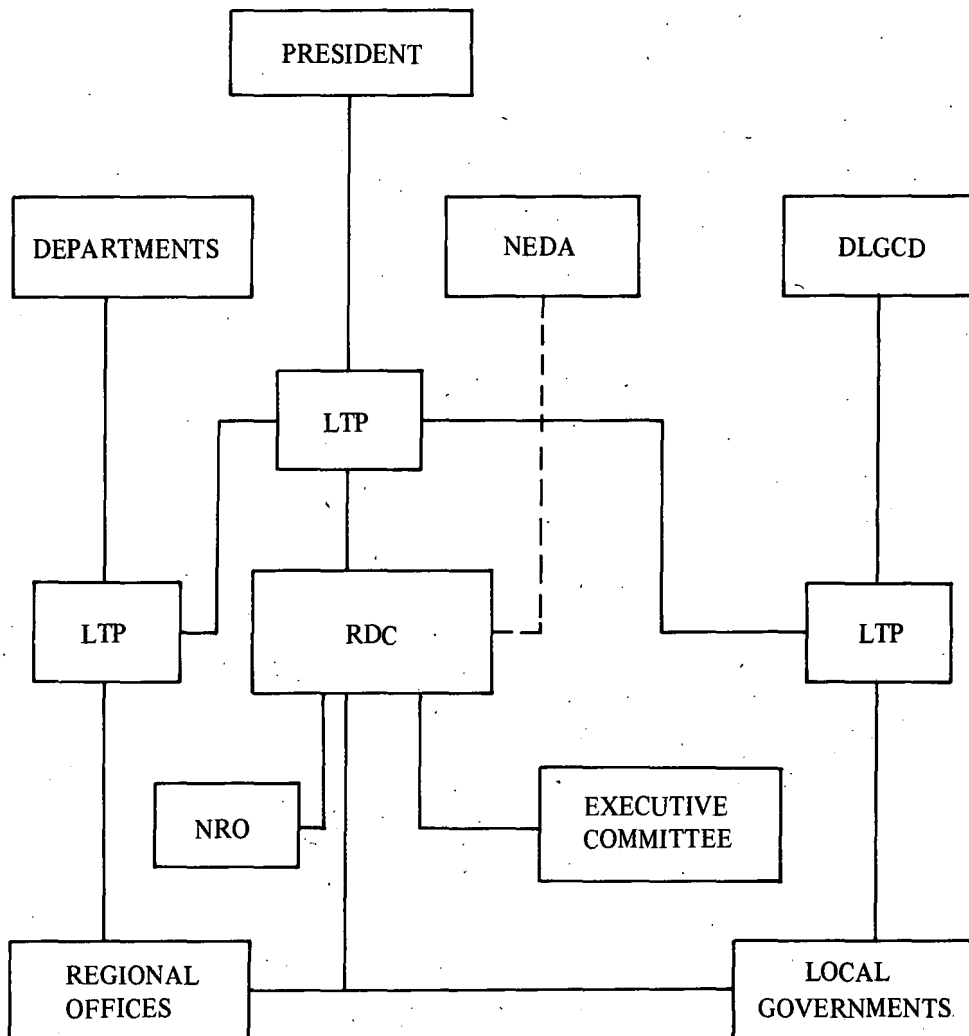 PRESIDENT
DEPARTMENTS
NEDA
DLGCD
LTP
LTP
RDC
LTP
NRO
EXECUTIVE
COMMITTEE
REGIONAL
OFFICES
LOCAL
GOVERNMENTS